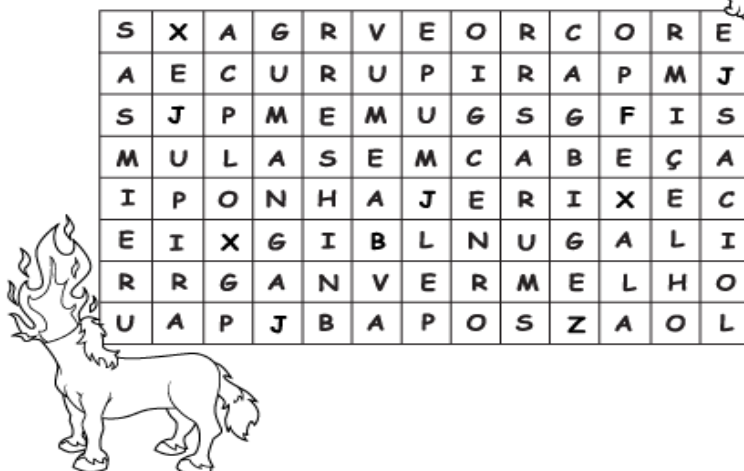 S X A G R V E O R C O R E
A E C U R U P I R A P M J
S J P M E M U G S G F I S
M U L A S E M C A B E Ç A
I P O N H A J E R I X E C
E I X G I B L N U G A L I
R R G A N V E R M E L H O
U A P J B A P O S Z A O L